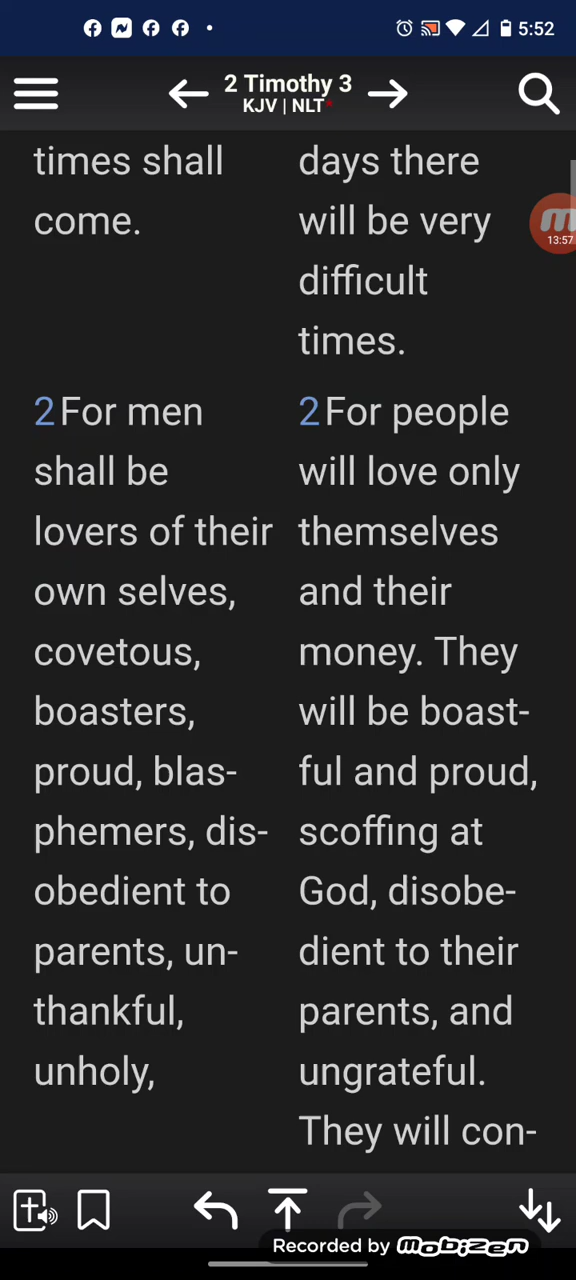 5:52
2 Timothy 3
KJV | NLT*
times shall
come.
days there
will be very
difficult
times.
13:57
2 For men
shall be
lovers of their
own selves,
covetous,
boasters,
proud, blas-
phemers, dis-
obedient to
parents, un-
thankful,
unholy,
2 For people
will love only
themselves
and their
money. They
will be boast-
ful and proud,
scoffing at
God, disobe-
dient to their
parents, and
ungrateful.
They will con-
Recorded by mobizen